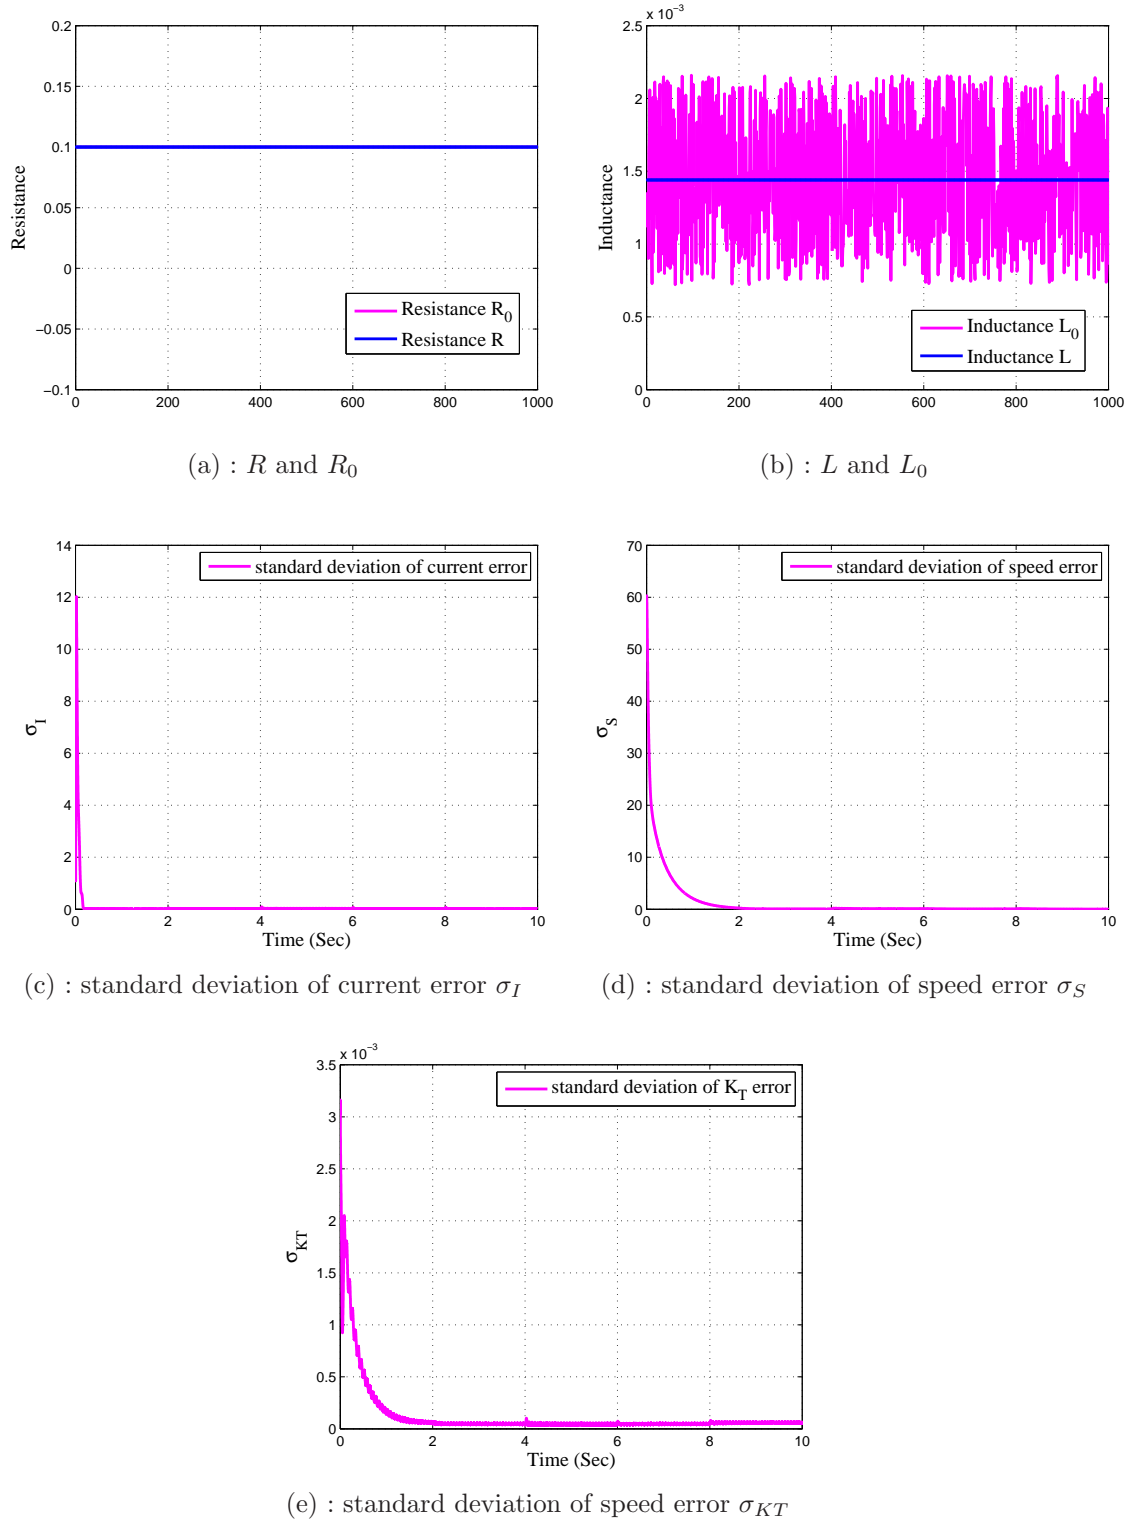 0.2
0.15
0.1
0.05
0
−0.05
−0.1
Resistance
Resistance R0
Resistance R
0 200 400 600 800 1000
(a) : R and R0
x 10−3
2.5
2
1.5
1
0.5
0
Inductance
Inductance L0
Inductance L
0 200 400 600 800 1000
(b) : L and L0
14
12
10
8
6
4
2
0
σI
standard deviation of current error
0 2 4 6 8 10
Time (Sec)
(c) : standard deviation of current error σI
70
60
50
40
30
20
10
0
σS
standard deviation of speed error
0 2 4 6 8 10
Time (Sec)
(d) : standard deviation of speed error σS
x 10−3
3.5
3
2.5
2
1.5
1
0.5
0
σKT
standard deviation of KT error
0 2 4 6 8 10
Time (Sec)
(e) : standard deviation of speed error σKT